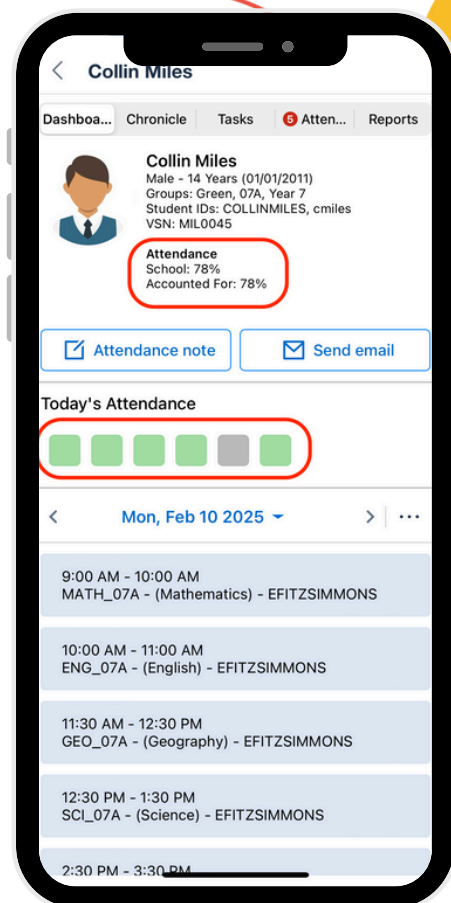 Collin Miles
Dashboa... Chronicle Tasks 5 Atten... Reports
Collin Miles
Male - 14 Years (01/01/2011)
Groups: Green, 07A, Year 7
Student IDs: COLLINMILES, cmiles
VSN: MIL0045
Attendance
School: 78%
Accounted For: 78%
Attendance note Send email
Today's Attendance
Mon, Feb 10 2025
9:00 AM - 10:00 AM
MATH_07A - (Mathematics) - EFITZSIMMONS
10:00 AM - 11:00 AM
ENG_07A - (English) - EFITZSIMMONS
11:30 AM - 12:30 PM
GEO_07A - (Geography) - EFITZSIMMONS
12:30 PM - 1:30 PM
SCI_07A - (Science) - EFITZSIMMONS
2:30 PM - 3:30 PM